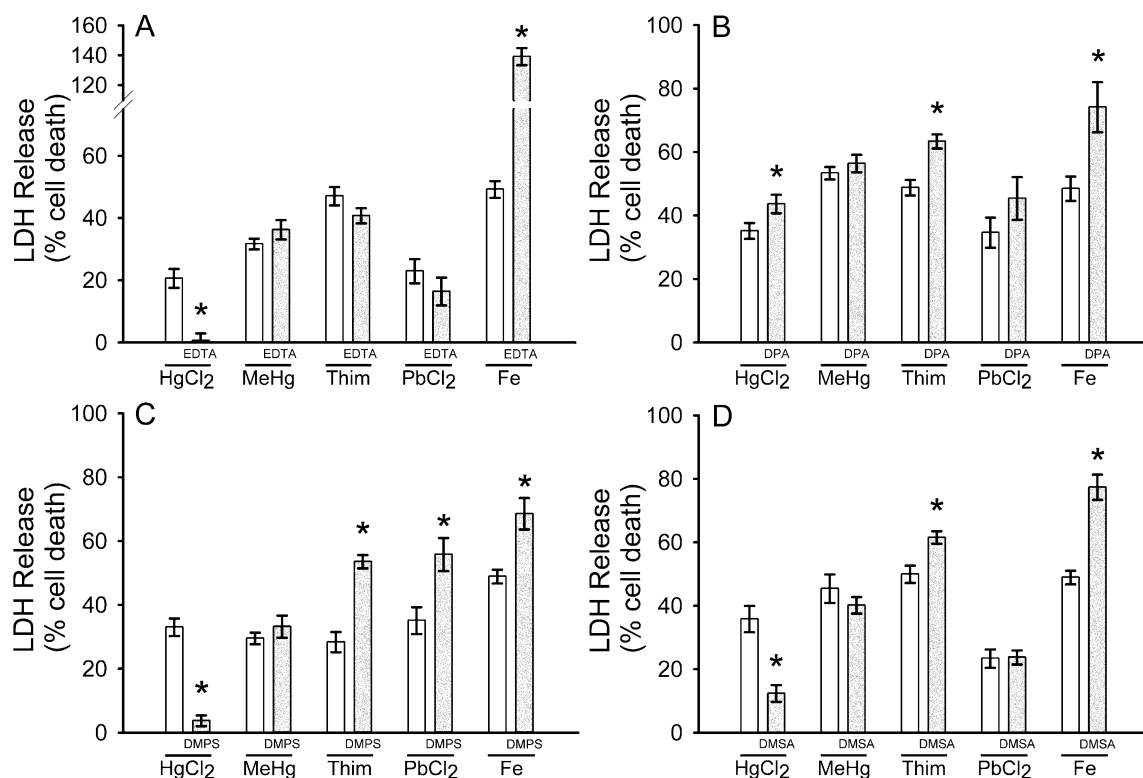 A
LDH Release
(% cell death)
160
140
120
60
40
20
0
*
*
EDTA EDTA EDTA EDTA EDTA
HgCl2 MeHg Thim PbCl2 Fe
B
LDH Release
(% cell death)
100
80
60
40
20
0
* * *
DPA DPA DPA DPA DPA
HgCl2 MeHg Thim PbCl2 Fe
C
LDH Release
(% cell death)
100
80
60
40
20
0
* * * *
DMPS DMPS DMPS DMPS DMPS
HgCl2 MeHg Thim PbCl2 Fe
D
LDH Release
(% cell death)
100
80
60
40
20
0
* * *
DMSA DMSA DMSA DMSA DMSA
HgCl2 MeHg Thim PbCl2 Fe